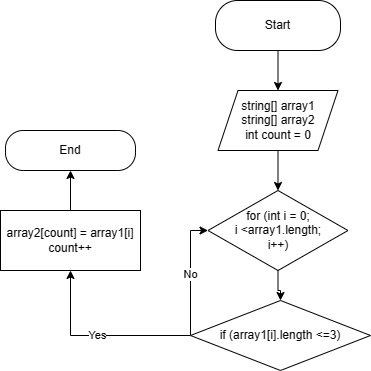 Start
string[] array1
string[] array2
int count = 0
End
for (int i = 0;
i <array1.length;
i++)
array2[count] = array1[i]
count++
No
Yes
if (array1[i].length <=3)